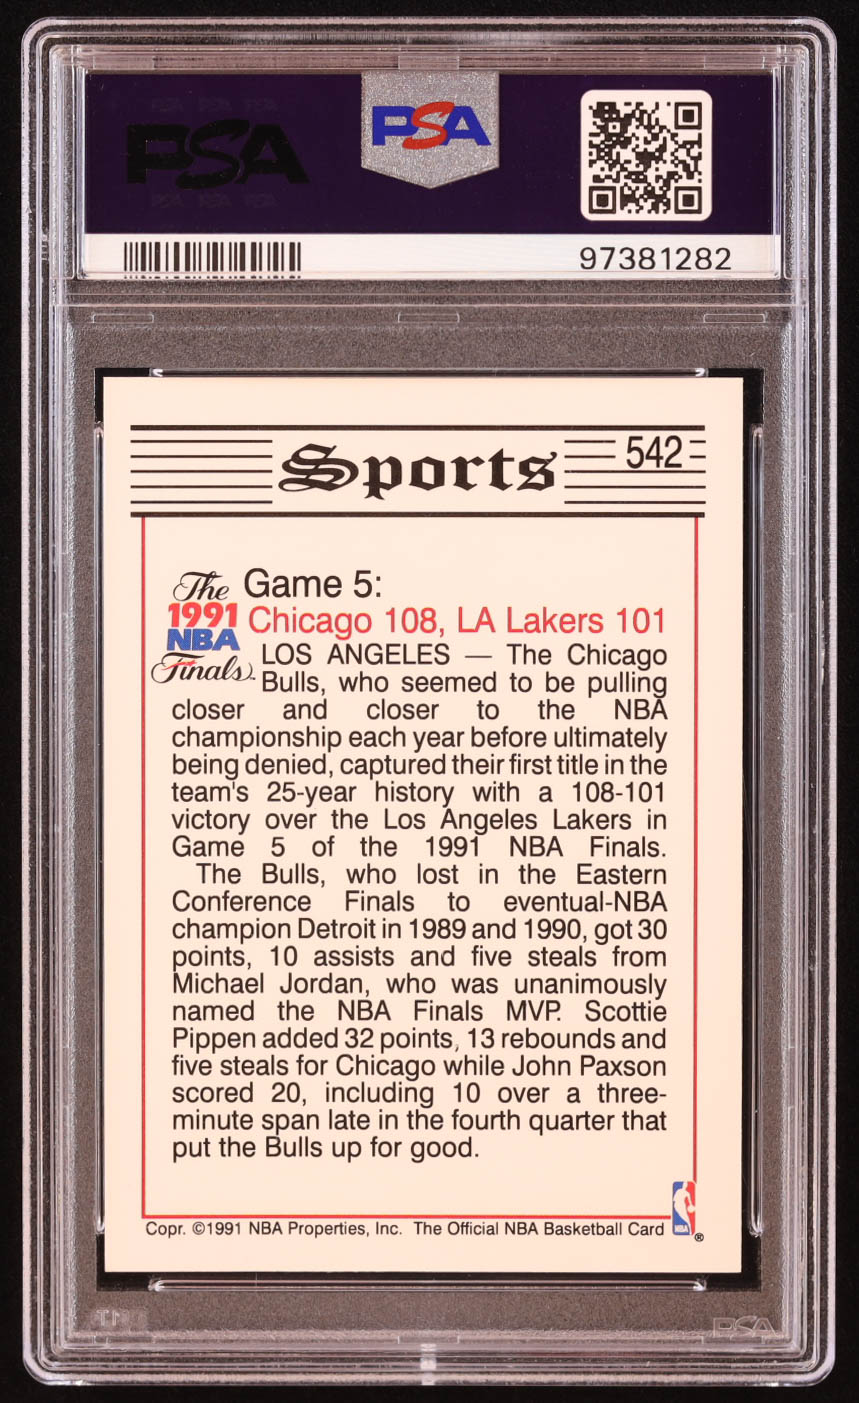 PSA
PSA
97381282
Sports
542
The
1991
NBA
Finals
Game 5:
Chicago 108, LA Lakers 101
LOS ANGELES — The Chicago
Bulls, who seemed to be pulling
closer and closer to the NBA
championship each year before ultimately
being denied, captured their first title in the
team's 25-year history with a 108-101
victory over the Los Angeles Lakers in
Game 5 of the 1991 NBA Finals.
The Bulls, who lost in the Eastern
Conference Finals to eventual-NBA
champion Detroit in 1989 and 1990, got 30
points, 10 assists and five steals from
Michael Jordan, who was unanimously
named the NBA Finals MVP. Scottie
Pippen added 32 points, 13 rebounds and
five steals for Chicago while John Paxson
scored 20, including 10 over a three-
minute span late in the fourth quarter that
put the Bulls up for good.
NBA
®
Copr. ©1991 NBA Properties, Inc. The Official NBA Basketball Card
PSA